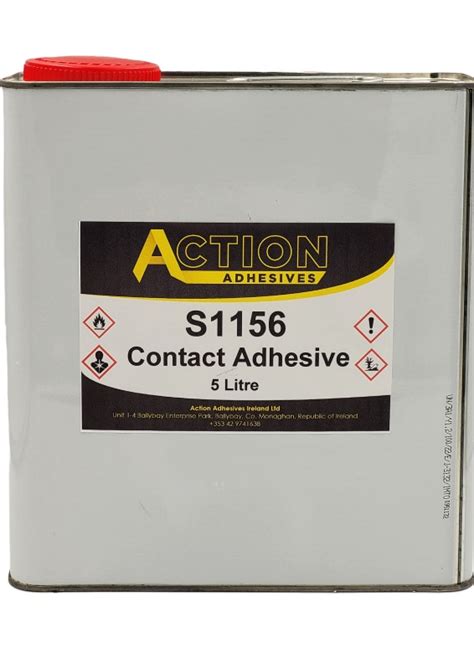 ACTION
ADHESIVES
S1156
Contact Adhesive
5 Litre
Action Adhesives Ireland Ltd
Unit 1-4 Ballybay Enterprise Park, Ballybay, Co. Monaghan, Republic of Ireland
+353 42 9741638